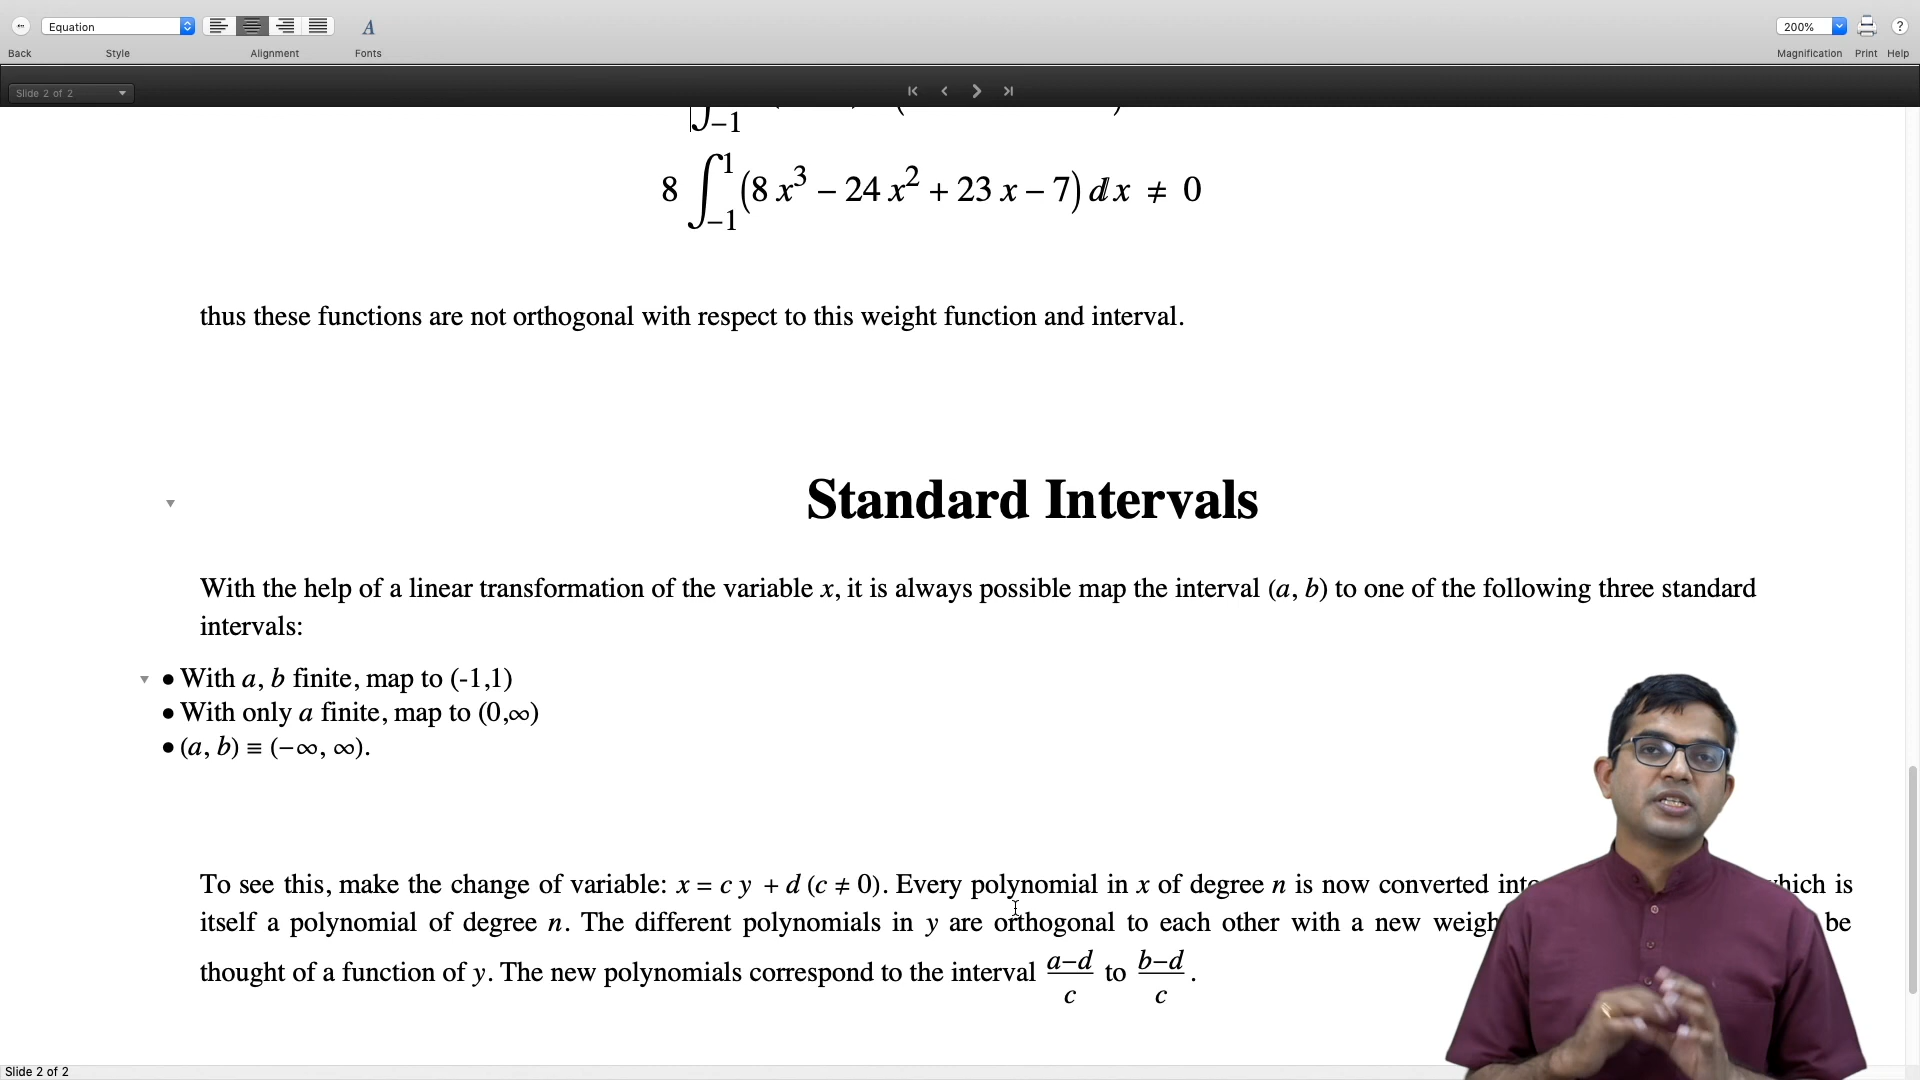 Equation
200%
Back
Style
Alignment
Fonts
Magnification
Print
Help
Slide 2 of 2
∫−1
8 ∫−1^1 (8 x^3 − 24 x^2 + 23 x − 7) ⅆx ≠ 0
thus these functions are not orthogonal with respect to this weight function and interval.
Standard Intervals
With the help of a linear transformation of the variable x, it is always possible map the interval (a, b) to one of the following three standard
intervals:
• With a, b finite, map to (-1,1)
• With only a finite, map to (0,∞)
• (a, b) ≡ (−∞, ∞).
To see this, make the change of variable: x = c y + d (c ≠ 0). Every polynomial in x of degree n is now converted into which is
itself a polynomial of degree n. The different polynomials in y are orthogonal to each other with a new be
thought of a function of y. The new polynomials correspond to the interval (a−d)/c to (b−d)/c.
Slide 2 of 2